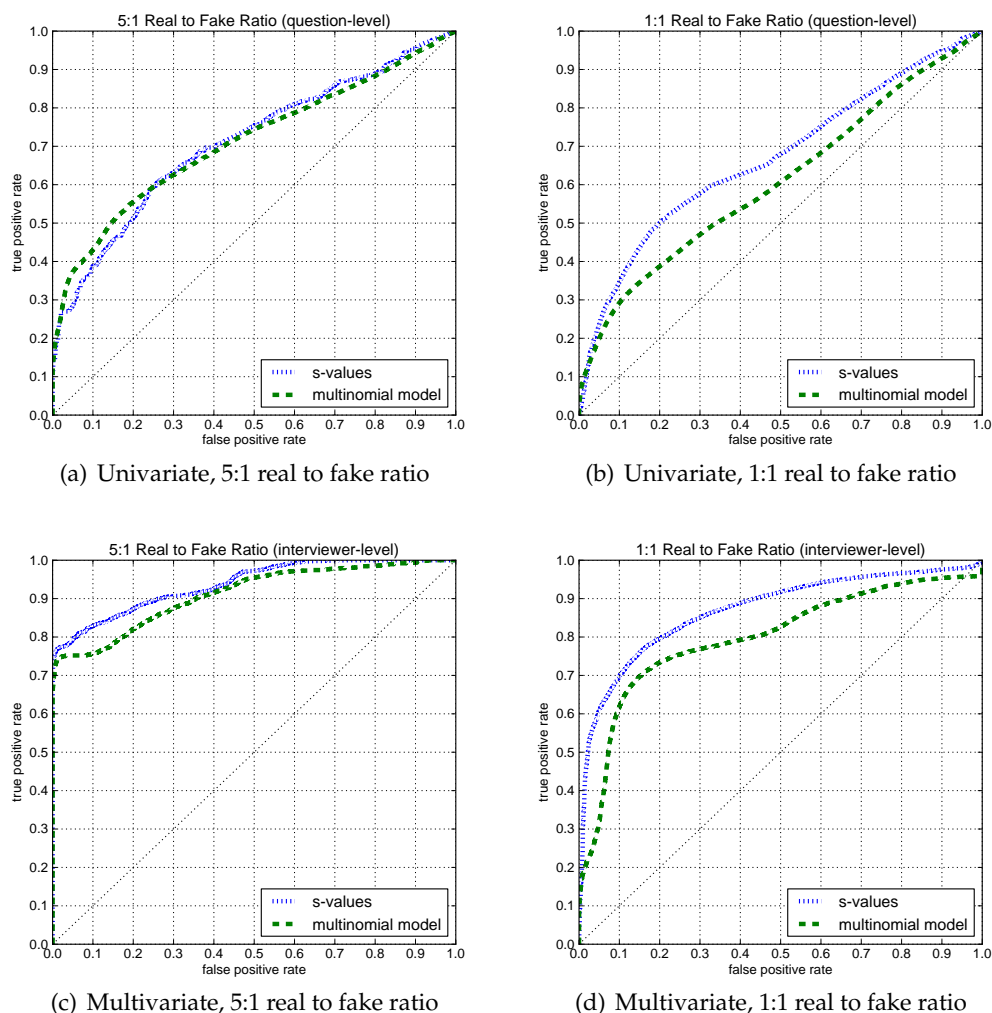 5:1 Real to Fake Ratio (question-level)
1.0
0.9
0.8
0.7
0.6
0.5
0.4
0.3
0.2
0.1
0.0
true positive rate
s-values
multinomial model
0.1 0.2 0.3 0.4 0.5 0.6 0.7 0.8 0.9 1.0
false positive rate
(a) Univariate, 5:1 real to fake ratio
1:1 Real to Fake Ratio (question-level)
1.0
0.9
0.8
0.7
0.6
0.5
0.4
0.3
0.2
0.1
0.0
true positive rate
s-values
multinomial model
0.1 0.2 0.3 0.4 0.5 0.6 0.7 0.8 0.9 1.0
false positive rate
(b) Univariate, 1:1 real to fake ratio
5:1 Real to Fake Ratio (interviewer-level)
1.0
0.9
0.8
0.7
0.6
0.5
0.4
0.3
0.2
0.1
0.0
true positive rate
s-values
multinomial model
0.1 0.2 0.3 0.4 0.5 0.6 0.7 0.8 0.9 1.0
false positive rate
(c) Multivariate, 5:1 real to fake ratio
1:1 Real to Fake Ratio (interviewer-level)
1.0
0.9
0.8
0.7
0.6
0.5
0.4
0.3
0.2
0.1
0.0
true positive rate
s-values
multinomial model
0.1 0.2 0.3 0.4 0.5 0.6 0.7 0.8 0.9 1.0
false positive rate
(d) Multivariate, 1:1 real to fake ratio